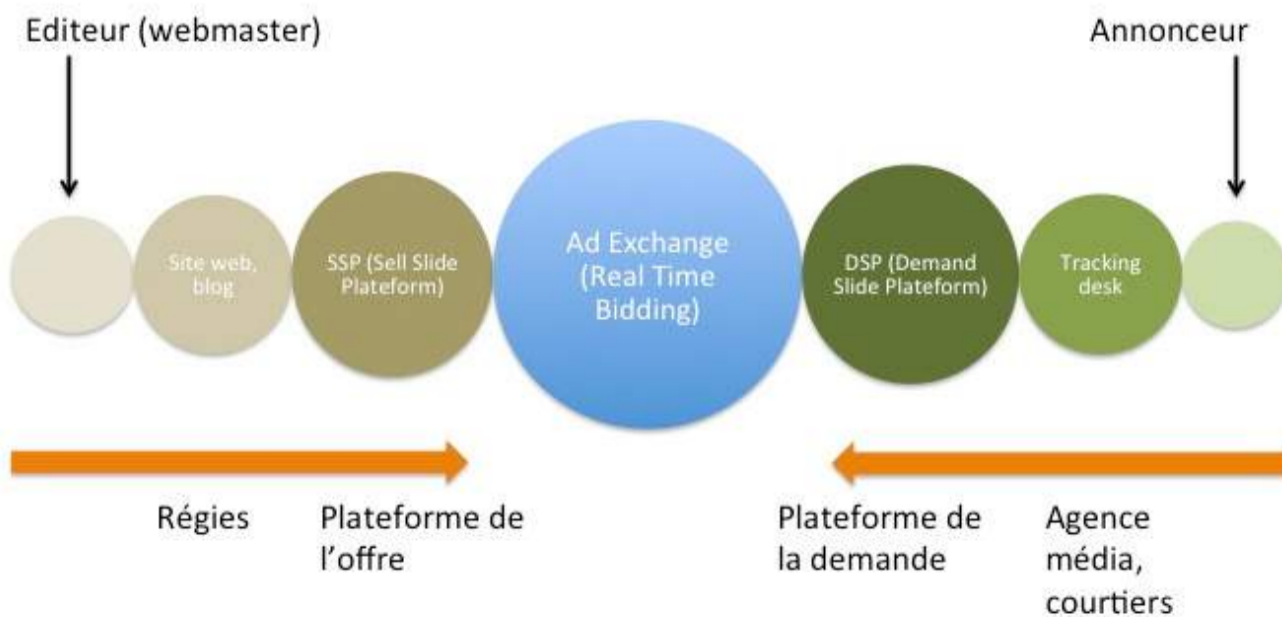 Editeur (webmaster)
Annonceur
Site web,
blog
SSP (Sell Slide
Plateform)
Ad Exchange
(Real Time
Bidding)
DSP (Demand
Slide Plateform)
Tracking
desk
Régies
Plateforme de
l'offre
Plateforme de
la demande
Agence
média,
courtiers